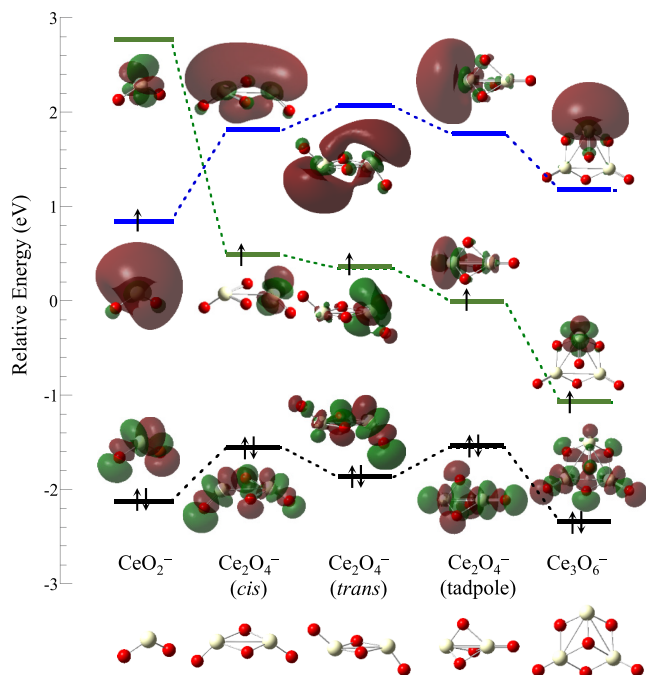 3
2
1
0
-1
-2
-3
Relative Energy (eV)
CeO₂⁻
Ce₂O₄⁻
(cis)
Ce₂O₄⁻
(trans)
Ce₂O₄⁻
(tadpole)
Ce₃O₆⁻